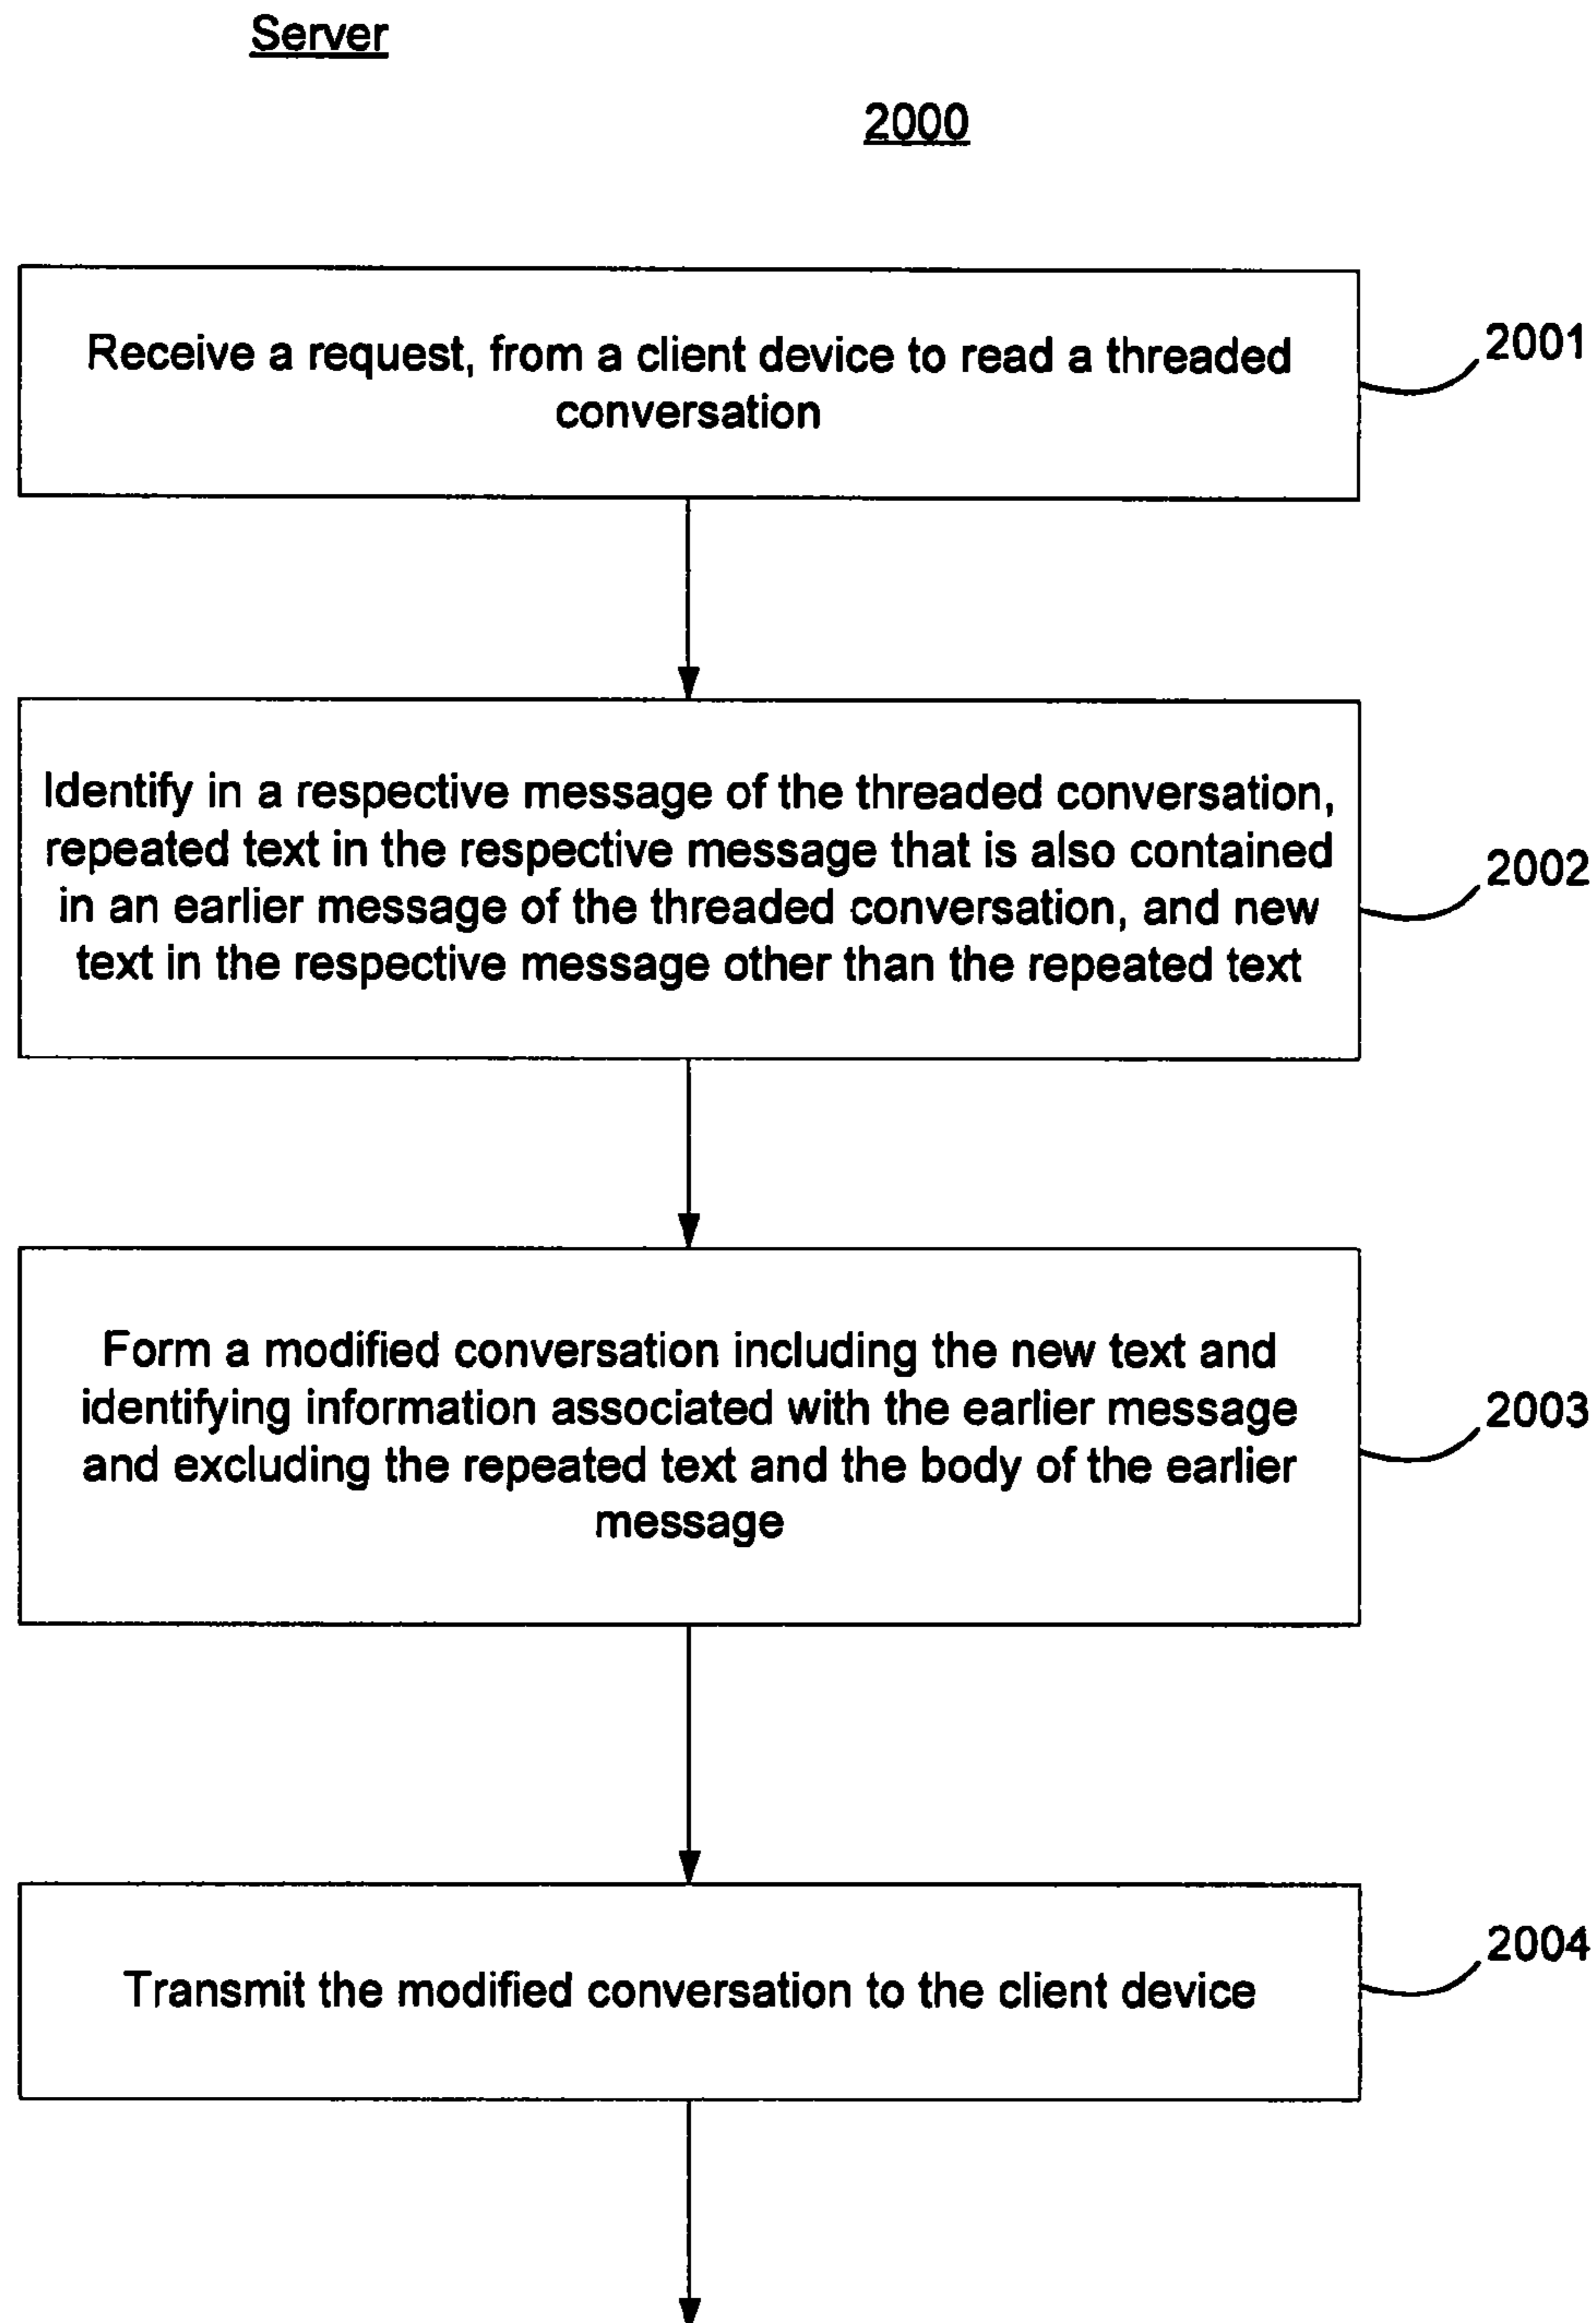 Server
2000
Receive a request, from a client device to read a threaded
conversation
2001
Identify in a respective message of the threaded conversation,
repeated text in the respective message that is also contained
in an earlier message of the threaded conversation, and new
text in the respective message other than the repeated text
2002
Form a modified conversation including the new text and
identifying information associated with the earlier message
and excluding the repeated text and the body of the earlier
message
2003
Transmit the modified conversation to the client device
2004